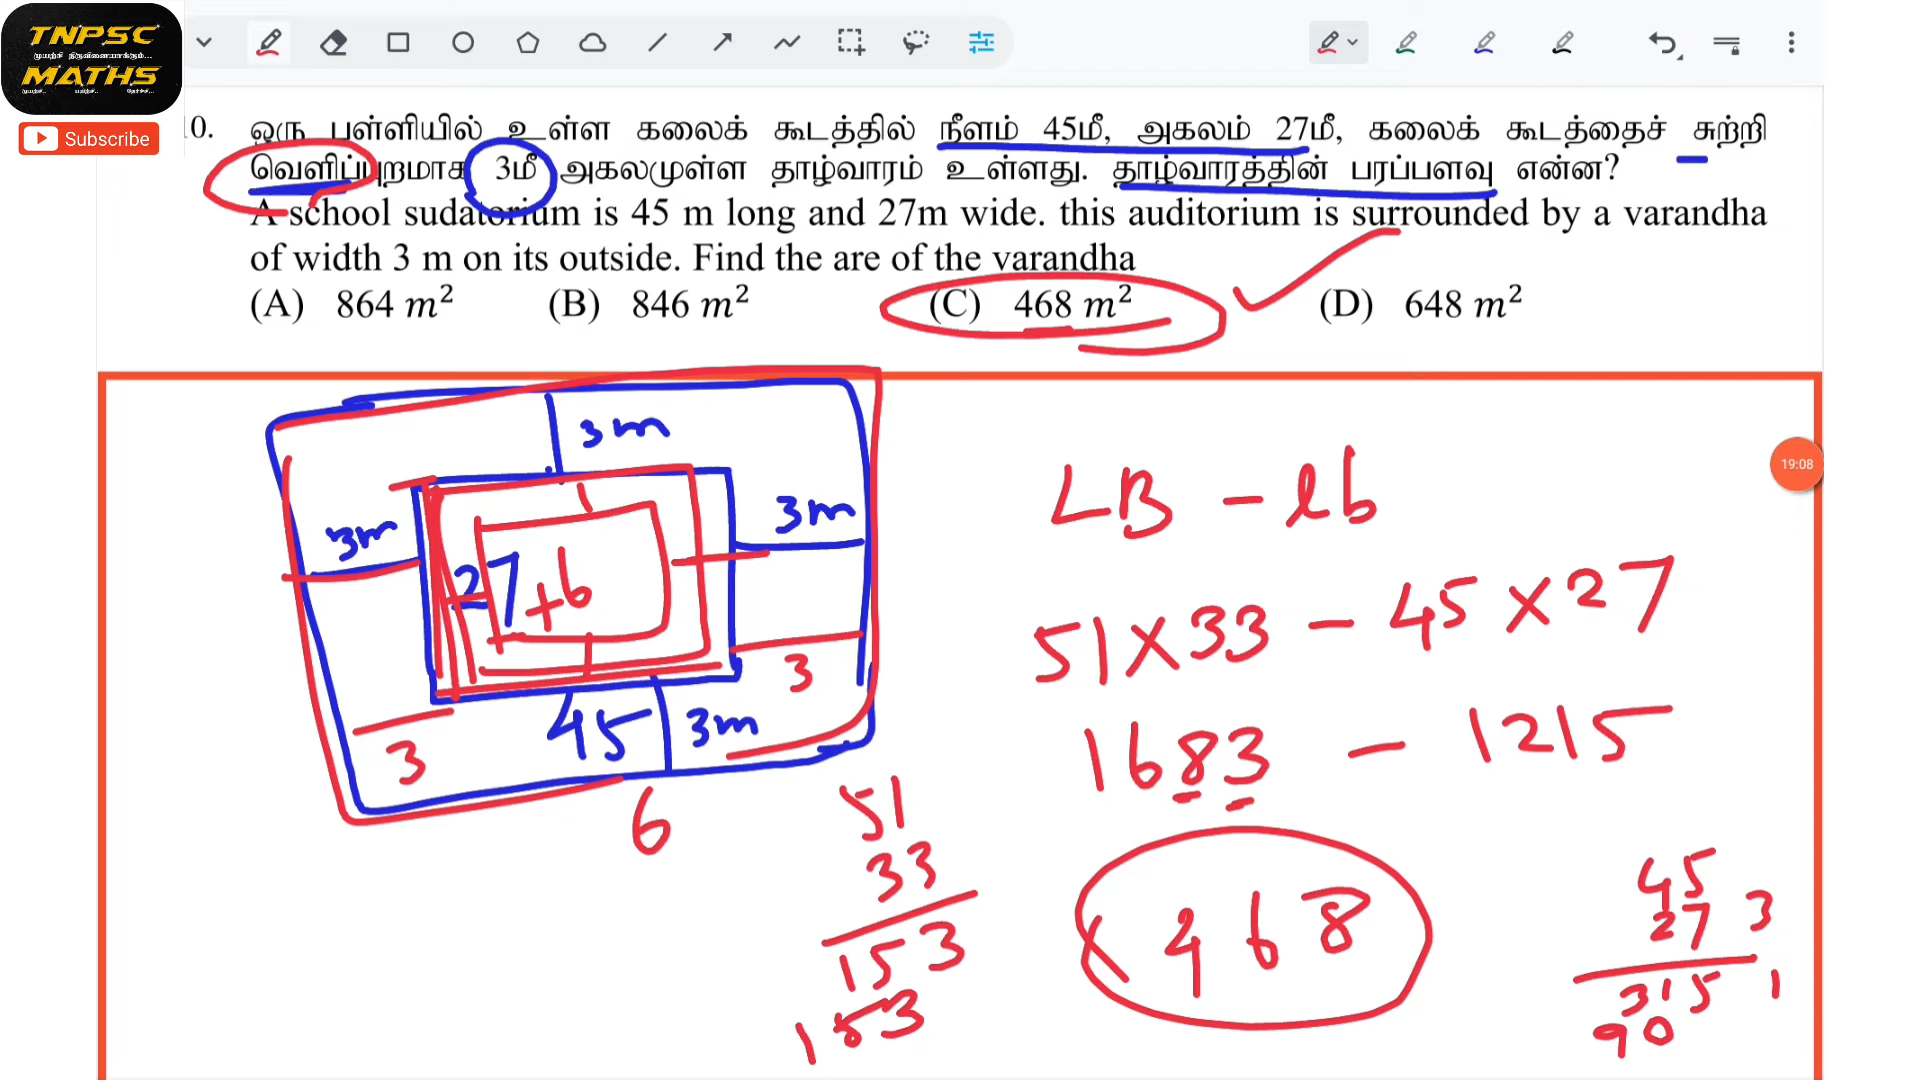 TNPSC
முயற்சி திருவினையாக்கும்...
MATHS
Subscribe
10. ஒரு பள்ளியில் உள்ள கலைக் கூடத்தில் நீளம் 45மீ, அகலம் 27மீ, கலைக் கூடத்தைச் சுற்றி
வெளிப்புறமாக 3மீ அகலமுள்ள தாழ்வாரம் உள்ளது. தாழ்வாரத்தின் பரப்பளவு என்ன?
A school sudatorium is 45 m long and 27m wide. this auditorium is surrounded by a varandha
of width 3 m on its outside. Find the are of the varandha
(A) 864 m² (B) 846 m² (C) 468 m² (D) 648 m²
19:08
3m
3m 3m
27+6
3
45 3m
3
6
LB - lb
51 × 33 - 45 × 27
1683 - 1215
468
51
33
153
153
45
27 3
315 1
90